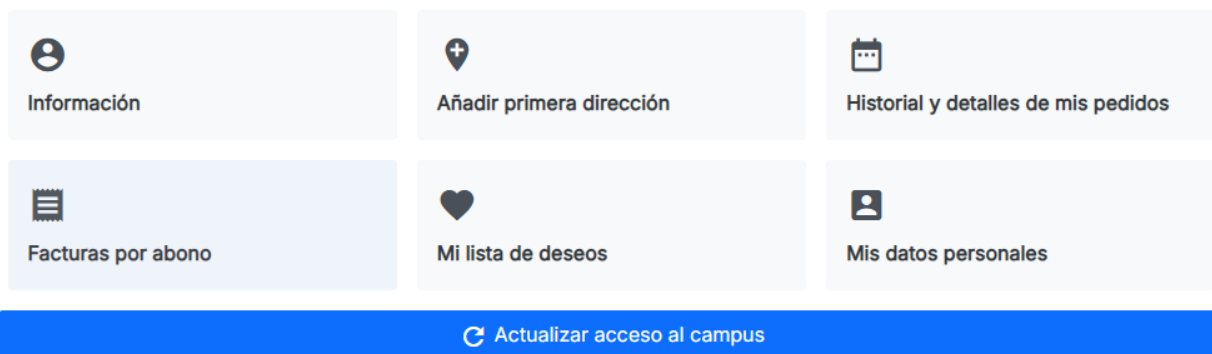 Información
Añadir primera dirección
Historial y detalles de mis pedidos
Facturas por abono
Mi lista de deseos
Mis datos personales
Actualizar acceso al campus